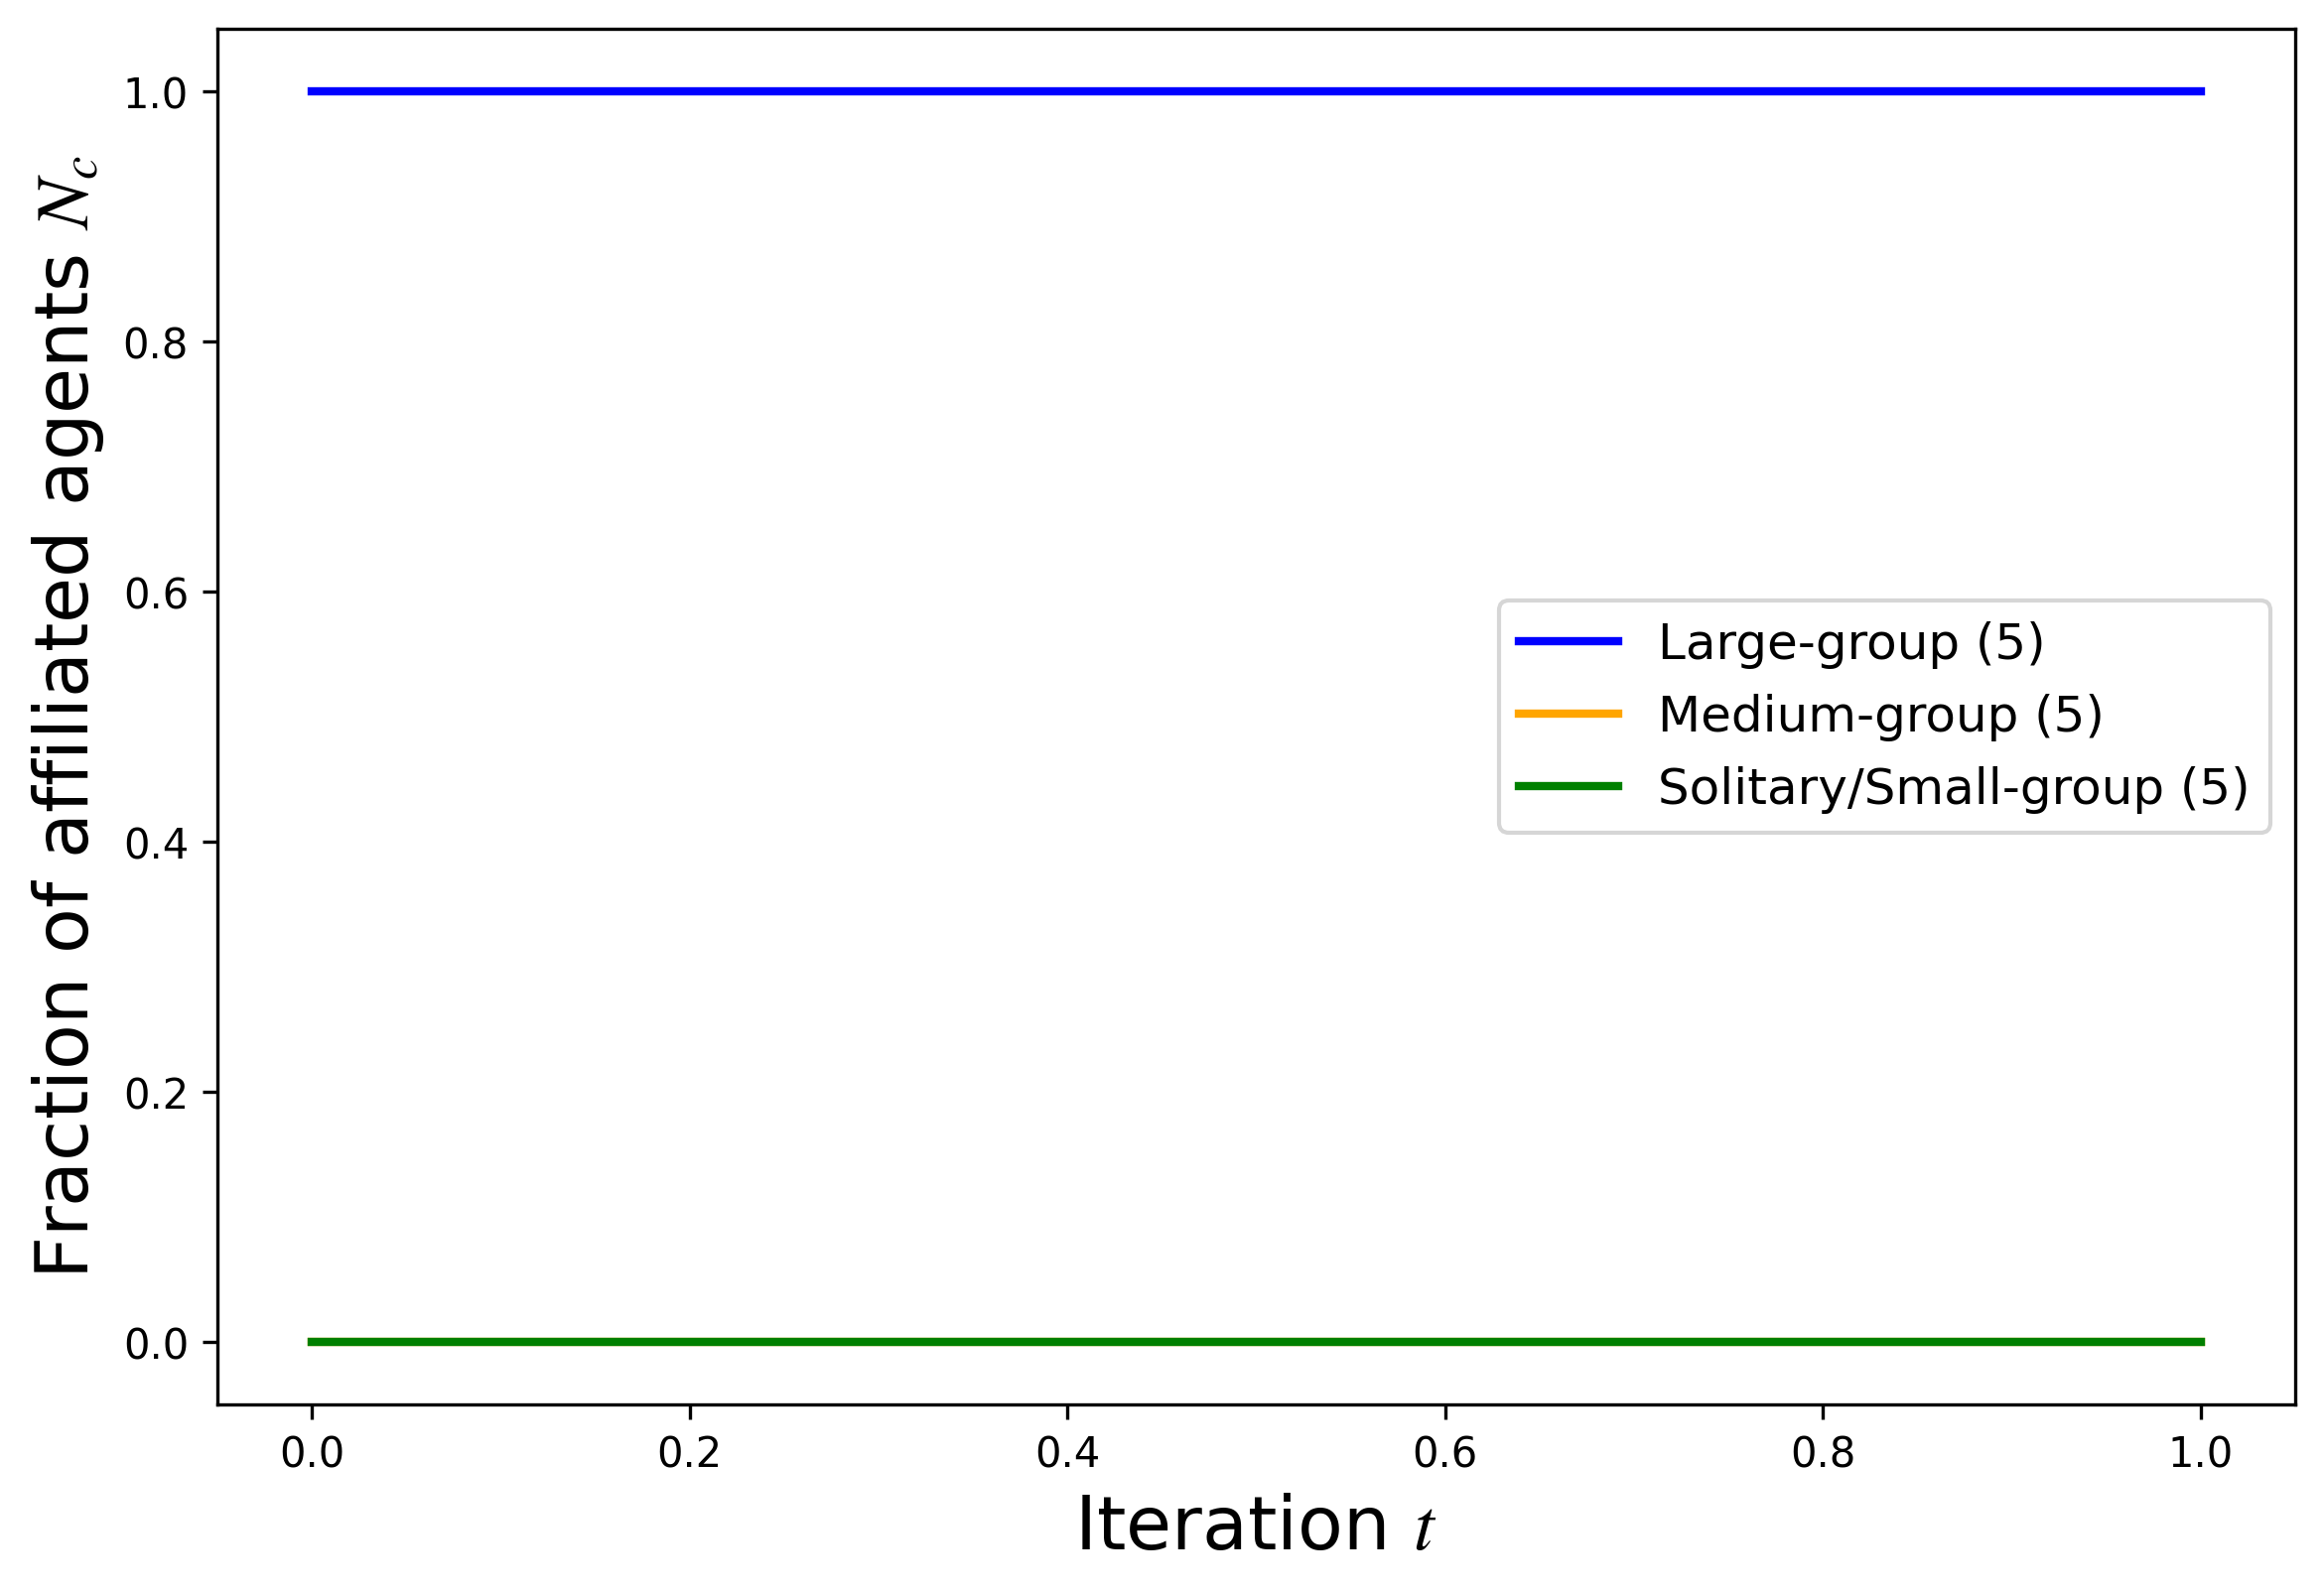 Fraction of affiliated agents N_c
1.0
0.8
0.6
0.4
0.2
0.0
Large-group (5)
Medium-group (5)
Solitary/Small-group (5)
0.0 0.2 0.4 0.6 0.8 1.0
Iteration t